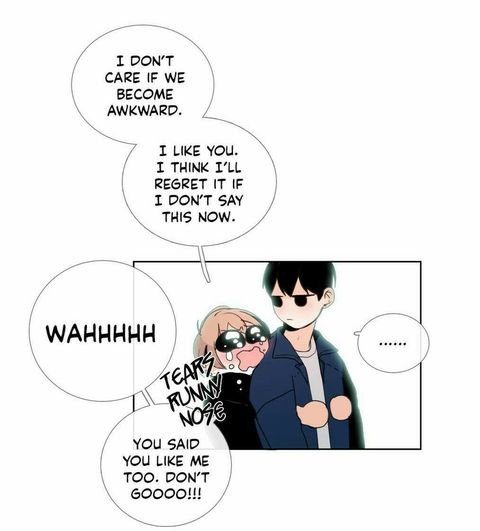 I DON'T
CARE IF WE
BECOME
AWKWARD.
I LIKE YOU.
I THINK I'LL
REGRET IT IF
I DON'T SAY
THIS NOW.
WAHHHHH
......
TEARS
RUNNY
NOSE
YOU SAID
YOU LIKE ME
TOO. DON'T
GOOOO!!!